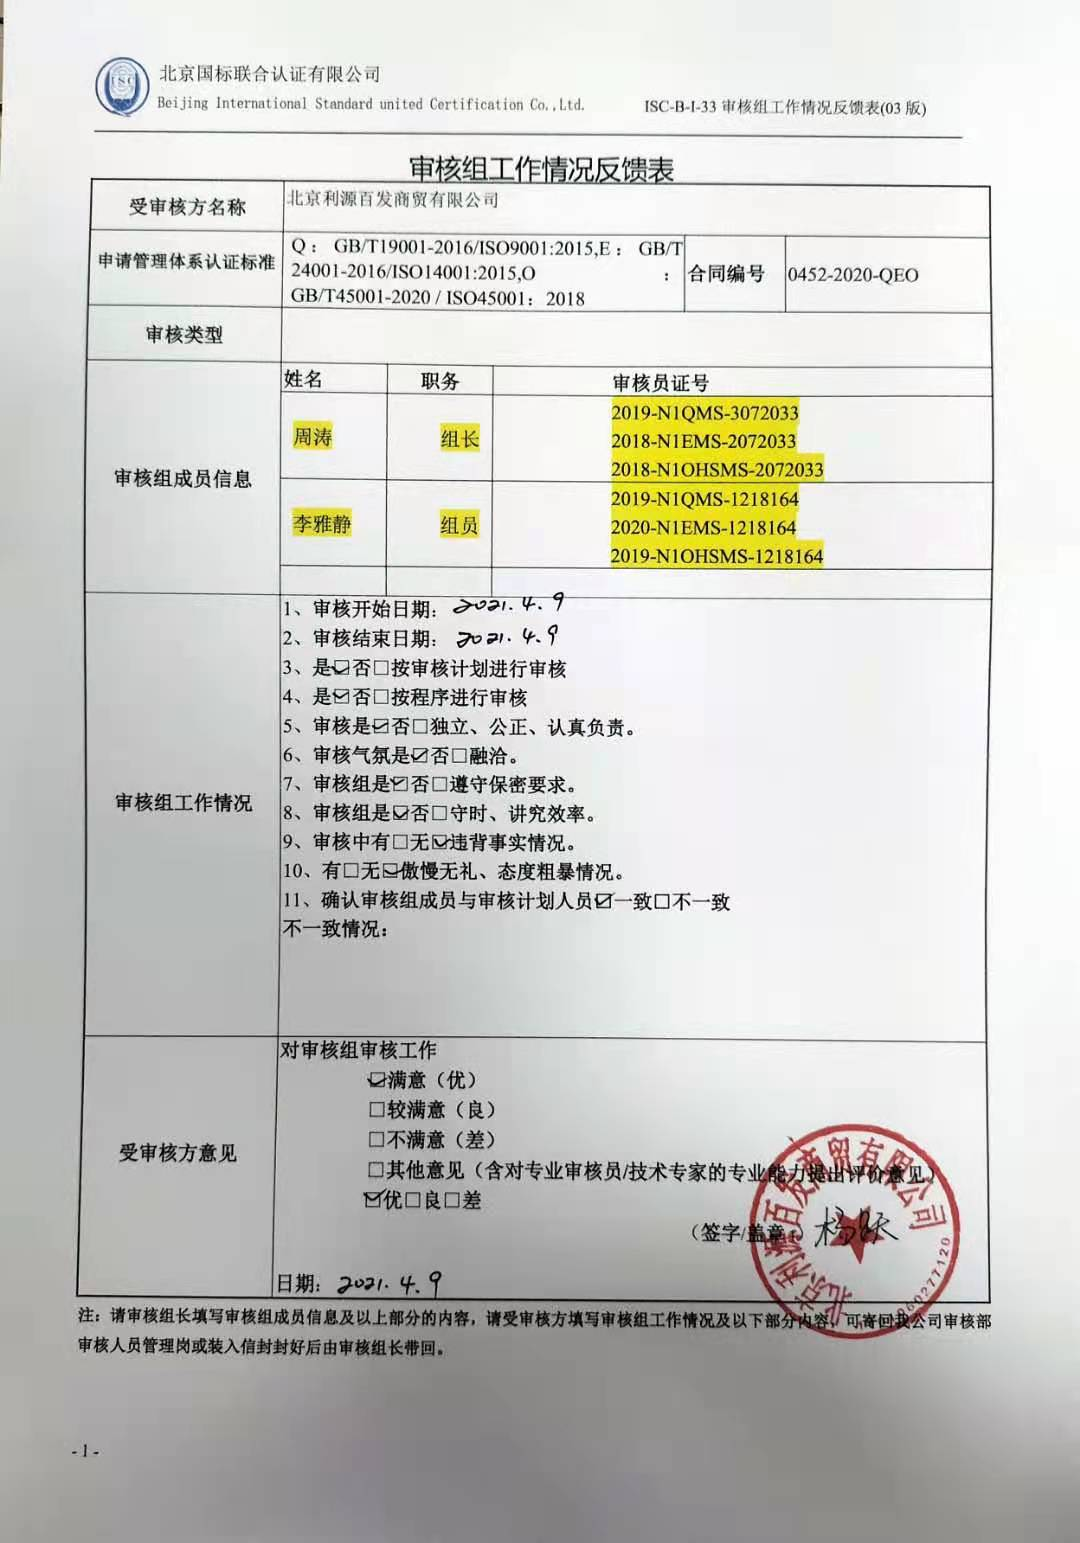 ISC
北京国标联合认证有限公司
Beijing International Standard united Certification Co.,Ltd.
ISC-B-I-33 审核组工作情况反馈表(03 版)
审核组工作情况反馈表
受审核方名称
北京利源百发商贸有限公司
申请管理体系认证标准
Q： GB/T19001-2016/ISO9001:2015,E： GB/T
24001-2016/ISO14001:2015,O ：
GB/T45001-2020 / ISO45001：2018
合同编号
0452-2020-QEO
审核类型
审核组成员信息
姓名 职务 审核员证号
周涛 组长
2019-N1QMS-3072033
2018-N1EMS-2072033
2018-N1OHSMS-2072033
李雅静 组员
2019-N1QMS-1218164
2020-N1EMS-1218164
2019-N1OHSMS-1218164
审核组工作情况
1、审核开始日期： 2021.4.9
2、审核结束日期： 2021.4.9
3、是☑否□按审核计划进行审核
4、是☑否□按程序进行审核
5、审核是☑否□独立、公正、认真负责。
6、审核气氛是☑否□融洽。
7、审核组是☑否□遵守保密要求。
8、审核组是☑否□守时、讲究效率。
9、审核中有□无☑违背事实情况。
10、有□无☑傲慢无礼、态度粗暴情况。
11、确认审核组成员与审核计划人员☑一致□不一致
不一致情况：
受审核方意见
对审核组审核工作
☑满意（优）
□较满意（良）
□不满意（差）
□其他意见（含对专业审核员/技术专家的专业能力提出评价意见）
☑优□良□差
（签字/盖章：）
北京利源百发商贸有限公司
日期： 2021.4.9
注：请审核组长填写审核组成员信息及以上部分的内容，请受审核方填写审核组工作情况及以下部分内容，可寄回我公司审核部
审核人员管理岗或装入信封封好后由审核组长带回。
- 1 -